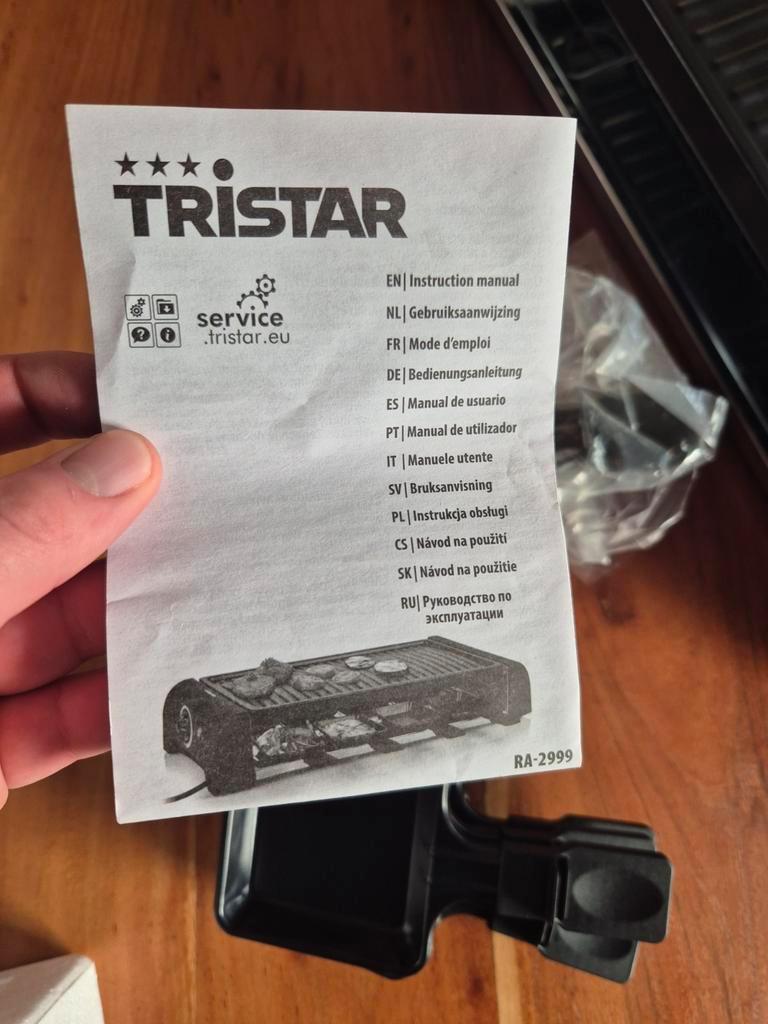 TRiSTAR
service
.tristar.eu
EN| Instruction manual
NL| Gebruiksaanwijzing
FR| Mode d'emploi
DE| Bedienungsanleitung
ES| Manual de usuario
PT| Manual de utilizador
IT | Manuele utente
SV| Bruksanvisning
PL| Instrukcja obsługi
CS| Návod na použití
SK| Návod na použitie
RU| Руководство по
эксплуатации
RA-2999